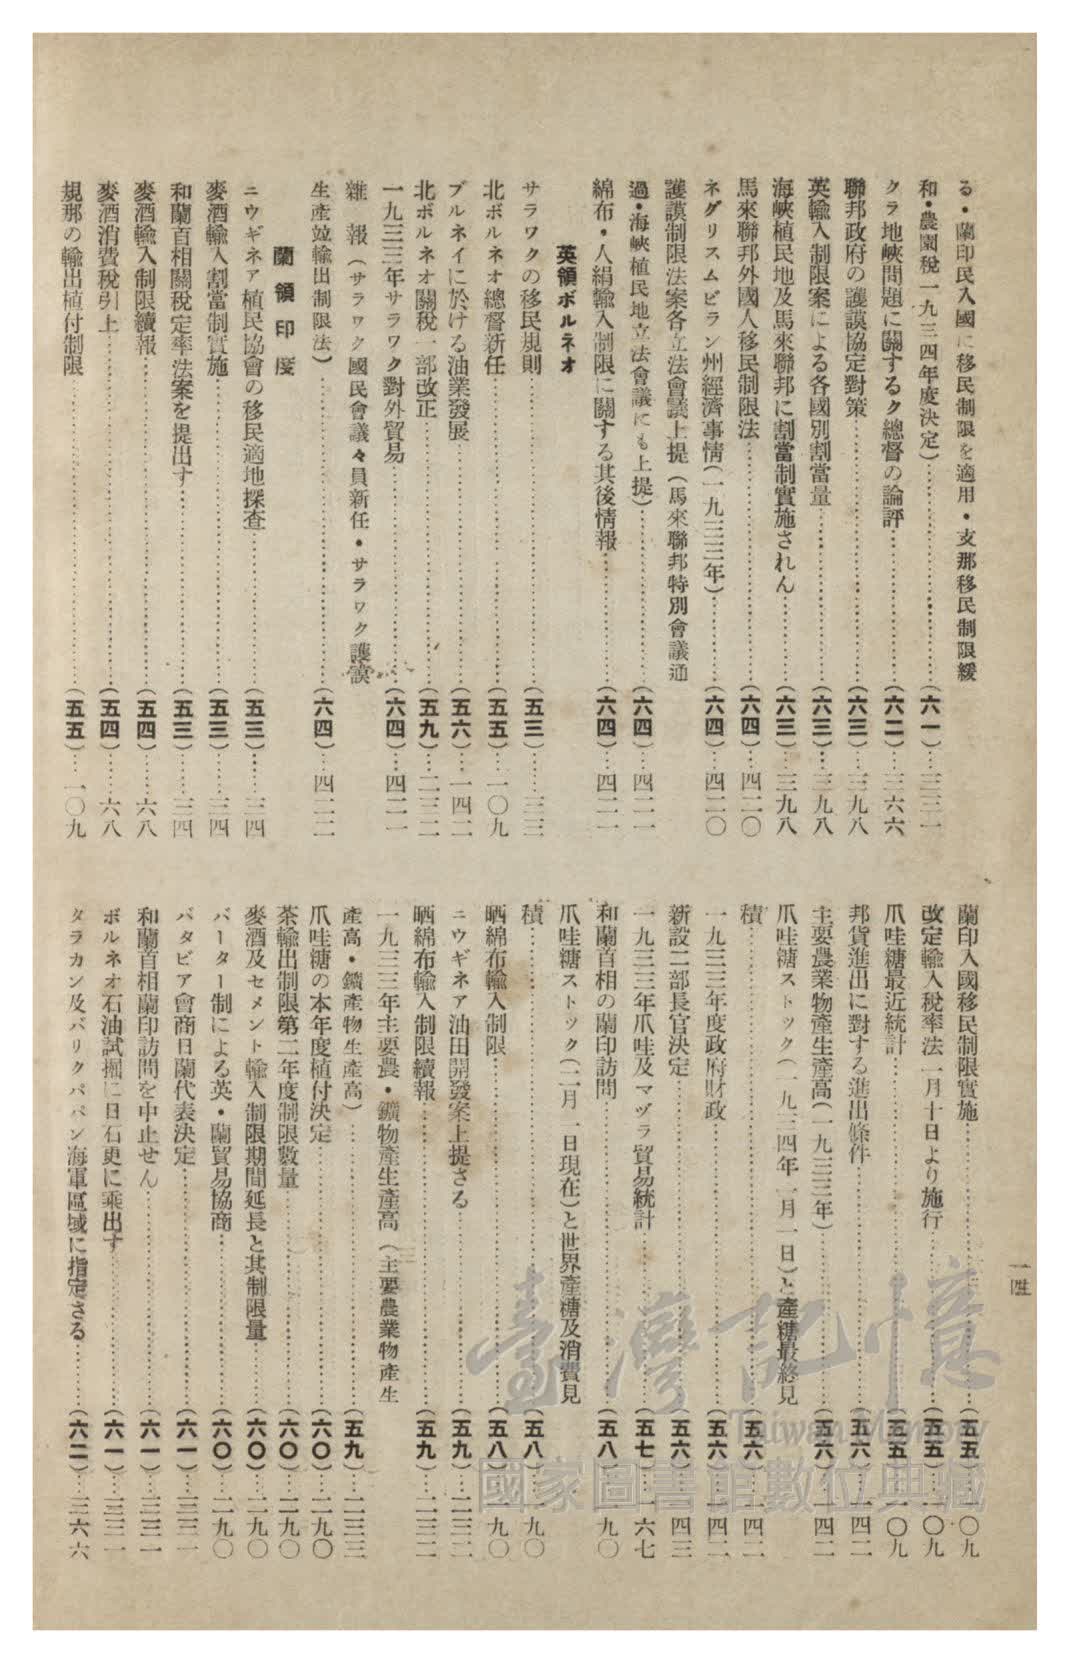 る・蘭印民入國に移民制限を適用・支那移民制限緩
和・農園稅一九三四年度決定)……(六一)…三三一
クラ地峽問題に關するク總督の論評……(六二)…三六六
聯邦政府の護謨協定對策……(六三)…三九八
英輸入制限案による各國別割當量……(六三)…三九八
海峽植民地及馬來聯邦に割當制實施されん……(六三)…三九八
馬來聯邦外國人移民制限法……(六四)…四二〇
ネグリスムビラン州經濟事情(一九三三年)……(六四)…四二〇
護謨制限法案各立法會議上提(馬來聯邦特別會議通
過・海峽植民地立法會議にも上提)……(六四)…四二一
綿布・人絹輸入制限に關する其後情報……(六四)…四二一
英領ボルネオ
サラワクの移民規則……(五三)…三三
北ボルネオ總督新任……(五五)…一〇九
ブルネイに於ける油業發展……(五六)…一四二
北ボルネオ關稅一部改正……(五九)…二三二
一九三三年サラワク對外貿易……(六四)…四二一
雜報(サラワク國民會議々員新任・サラワク護謨
生產竝輸出制限法)……(六四)…四二二
蘭領印度
ニウギネア植民協會の移民適地探査……(五三)…三四
麥酒輸入割當制實施……(五三)…三四
和蘭首相關稅定率法案を提出す……(五三)…三四
麥酒輸入制限續報……(五四)…六八
麥酒消費稅引上……(五四)…六八
規那の輸出植付制限……(五五)…一〇九
蘭印入國移民制限實施……(五五)…一〇九
改定輸入稅率法一月十日より施行……(五五)…一〇九
爪哇糖最近統計……(五五)…一〇九
邦貨進出に對する進出條件……(五六)…一四二
主要農業物產生產高(一九三三年)……(五六)…一四二
爪哇糖ストック(一九三四年一月一日)と產糖最終見
積……(五六)…一四二
一九三三年度政府財政……(五六)…一四二
新設二部長官決定……(五六)…一四三
一九三三年爪哇及マヅラ貿易統計……(五七)…一六七
和蘭首相の蘭印訪問……(五八)…一九〇
爪哇糖ストック(二月一日現在)と世界產糖及消費見
積……(五八)…一九〇
晒綿布輸入制限……(五八)…一九〇
ニウギネア油田開發案上提さる……(五九)…二三二
晒綿布輸入制限續報……(五九)…二三二
一九三三年主要農・鑛物產生產高(主要農業物產生
產高・鑛產物生產高)……(五九)…二三三
爪哇糖の本年度植付決定……(六〇)…二九〇
茶輸出制限第二年度制限數量……(六〇)…二九〇
麥酒及セメント輸入制限期間延長と其制限量……(六〇)…二九〇
バーター制による英・蘭貿易協商……(六〇)…二九〇
バタビア會商日蘭代表決定……(六一)…三三一
和蘭首相蘭印訪問を中止せん……(六一)…三三一
ボルネオ石油試掘に日石更に乘出す……(六一)…三三一
タラカン及バリクパパン海軍區域に指定さる……(六二)…三六六
一四
臺灣記憶
Taiwan Memory
國家圖書館數位典藏